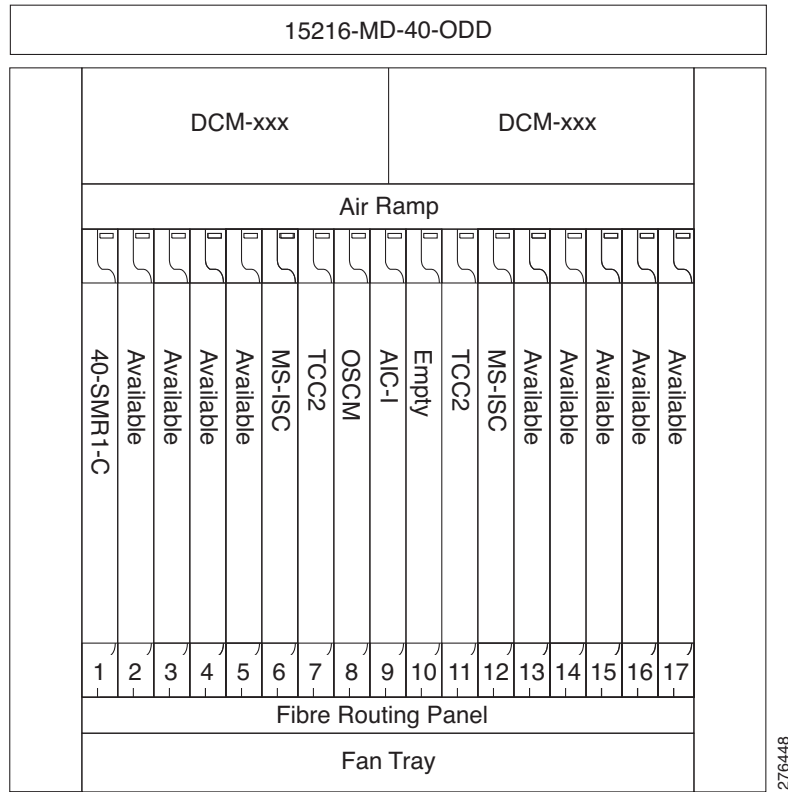 15216-MD-40-ODD
DCM-xxx
DCM-xxx
Air Ramp
40-SMR1-C
Available
Available
Available
Available
MS-ISC
TCC2
OSCM
AIC-I
Empty
TCC2
MS-ISC
Available
Available
Available
Available
Available
1 2 3 4 5 6 7 8 9 10 11 12 13 14 15 16 17
Fibre Routing Panel
Fan Tray
276448